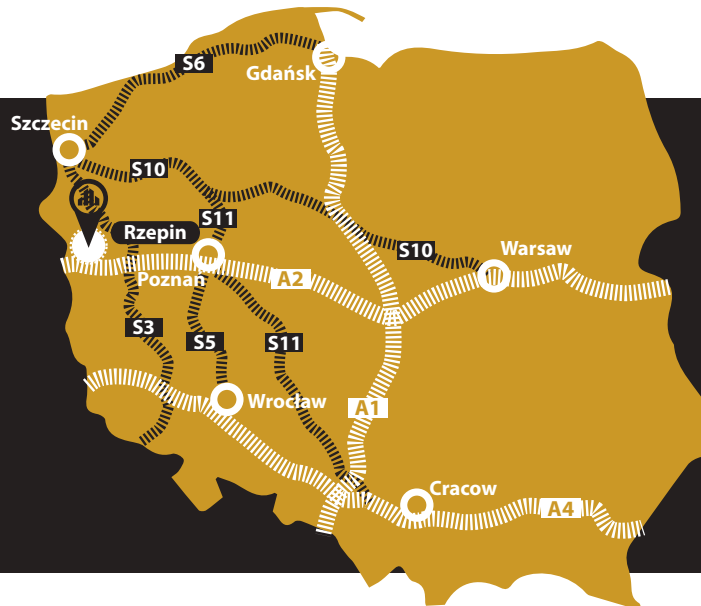 S6
Gdańsk
Szczecin
S10
S11
Rzepin
S10
Warsaw
Poznań
A2
S3
S5
S11
Wrocław
A1
Cracow
A4